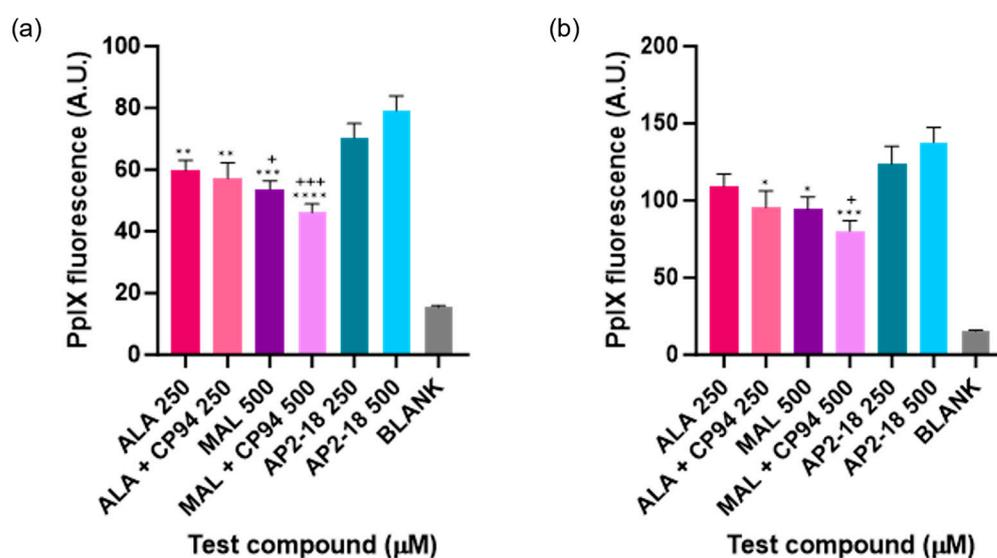 (a)
PpIX fluorescence (A.U.)
100
80
60
40
20
0
**
**
+
***
+++
****
ALA 250
ALA + CP94 250
MAL 500
MAL + CP94 500
AP2-18 250
AP2-18 500
BLANK
Test compound (μM)
(b)
PpIX fluorescence (A.U.)
200
150
100
50
0
*
*
+
***
ALA 250
ALA + CP94 250
MAL 500
MAL + CP94 500
AP2-18 250
AP2-18 500
BLANK
Test compound (μM)